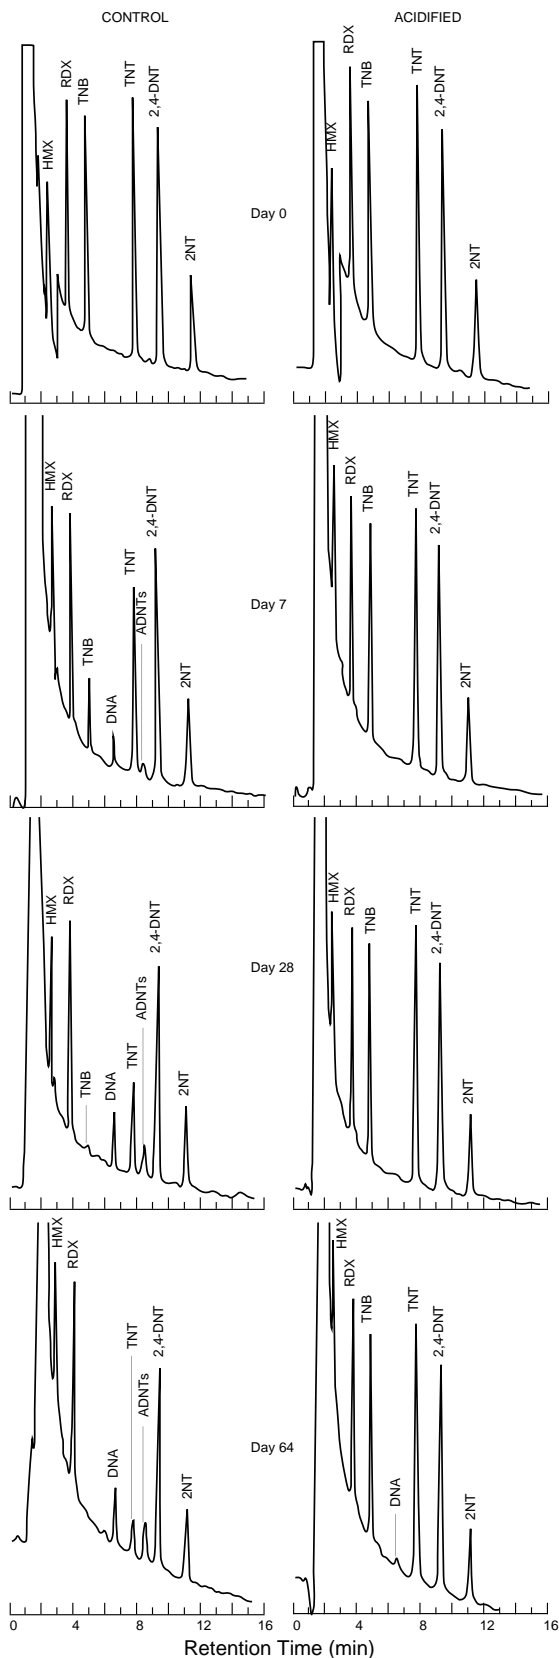 CONTROL
ACIDIFIED
HMX
RDX
TNB
TNT
2,4-DNT
2NT
Day 0
HMX
RDX
TNB
TNT
2,4-DNT
2NT
HMX
RDX
TNB
DNA
TNT
ADNTs
2,4-DNT
2NT
Day 7
HMX
RDX
TNB
TNT
2,4-DNT
2NT
HMX
RDX
TNB
DNA
TNT
ADNTs
2,4-DNT
2NT
Day 28
HMX
RDX
TNB
TNT
2,4-DNT
2NT
HMX
RDX
DNA
TNT
ADNTs
2,4-DNT
2NT
Day 64
HMX
RDX
TNB
DNA
TNT
2,4-DNT
2NT
0 4 8 12 16
0 4 8 12 16
Retention Time (min)